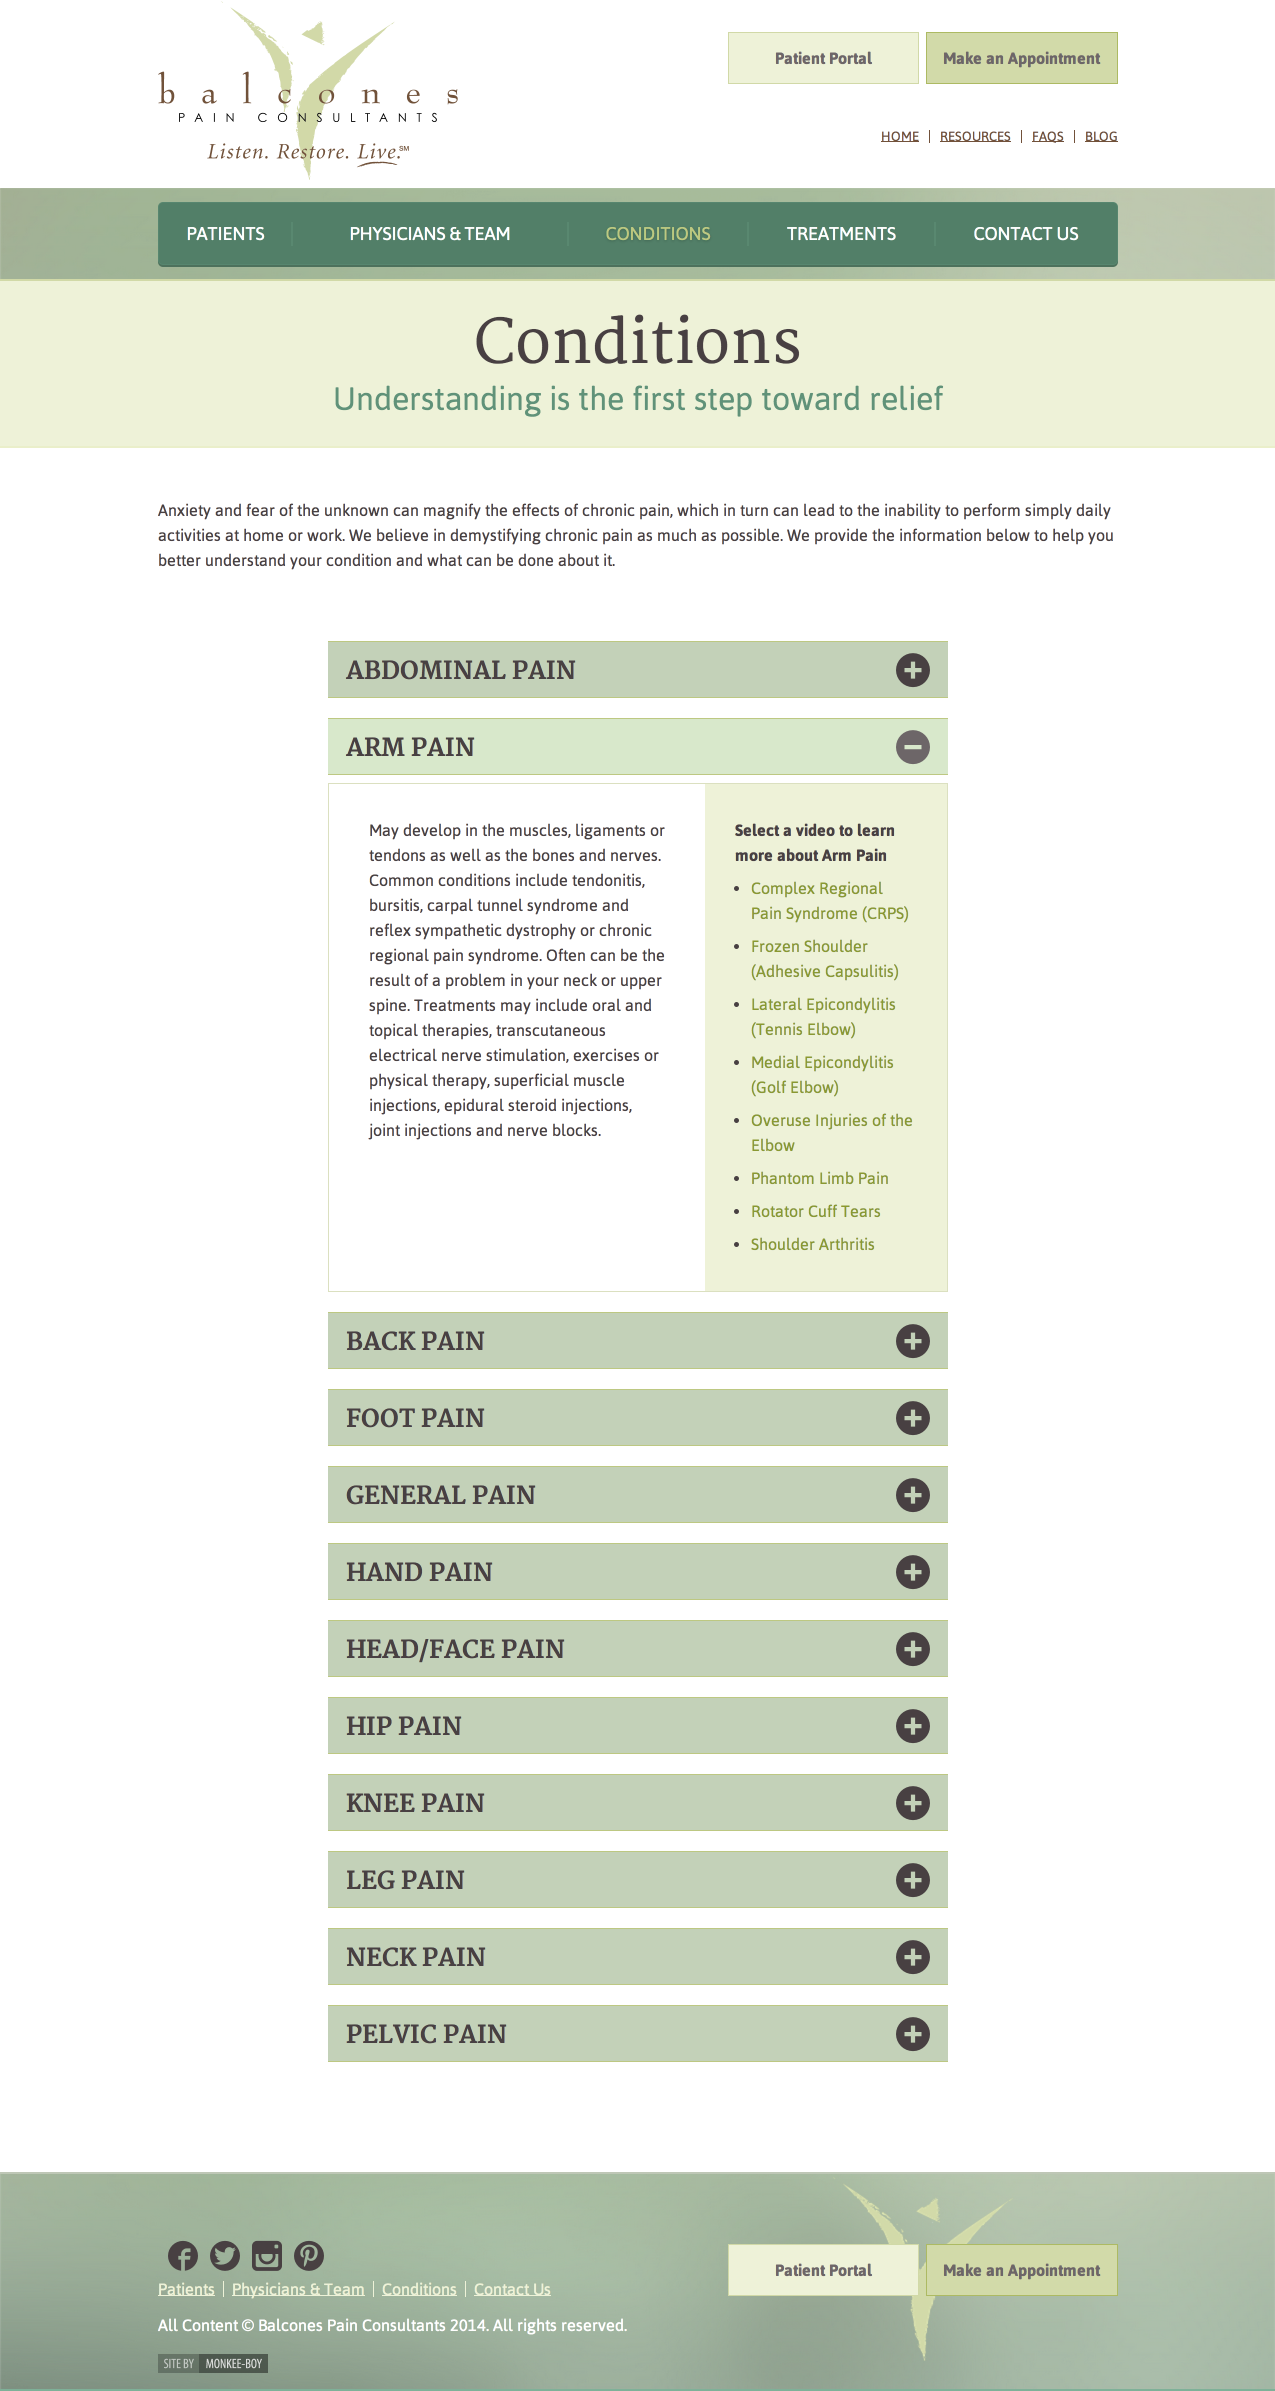 balcones
PAIN CONSULTANTS
Listen. Restore. Live.℠
Patient Portal
Make an Appointment
HOME | RESOURCES | FAQS | BLOG
PATIENTS
PHYSICIANS & TEAM
CONDITIONS
TREATMENTS
CONTACT US
Conditions
Understanding is the first step toward relief
Anxiety and fear of the unknown can magnify the effects of chronic pain, which in turn can lead to the inability to perform simply daily
activities at home or work. We believe in demystifying chronic pain as much as possible. We provide the information below to help you
better understand your condition and what can be done about it.
ABDOMINAL PAIN
ARM PAIN
May develop in the muscles, ligaments or
tendons as well as the bones and nerves.
Common conditions include tendonitis,
bursitis, carpal tunnel syndrome and
reflex sympathetic dystrophy or chronic
regional pain syndrome. Often can be the
result of a problem in your neck or upper
spine. Treatments may include oral and
topical therapies, transcutaneous
electrical nerve stimulation, exercises or
physical therapy, superficial muscle
injections, epidural steroid injections,
joint injections and nerve blocks.
Select a video to learn
more about Arm Pain
• Complex Regional
Pain Syndrome (CRPS)
• Frozen Shoulder
(Adhesive Capsulitis)
• Lateral Epicondylitis
(Tennis Elbow)
• Medial Epicondylitis
(Golf Elbow)
• Overuse Injuries of the
Elbow
• Phantom Limb Pain
• Rotator Cuff Tears
• Shoulder Arthritis
BACK PAIN
FOOT PAIN
GENERAL PAIN
HAND PAIN
HEAD/FACE PAIN
HIP PAIN
KNEE PAIN
LEG PAIN
NECK PAIN
PELVIC PAIN
Patients | Physicians & Team | Conditions | Contact Us
All Content © Balcones Pain Consultants 2014. All rights reserved.
SITE BY MONKEE-BOY
Patient Portal
Make an Appointment